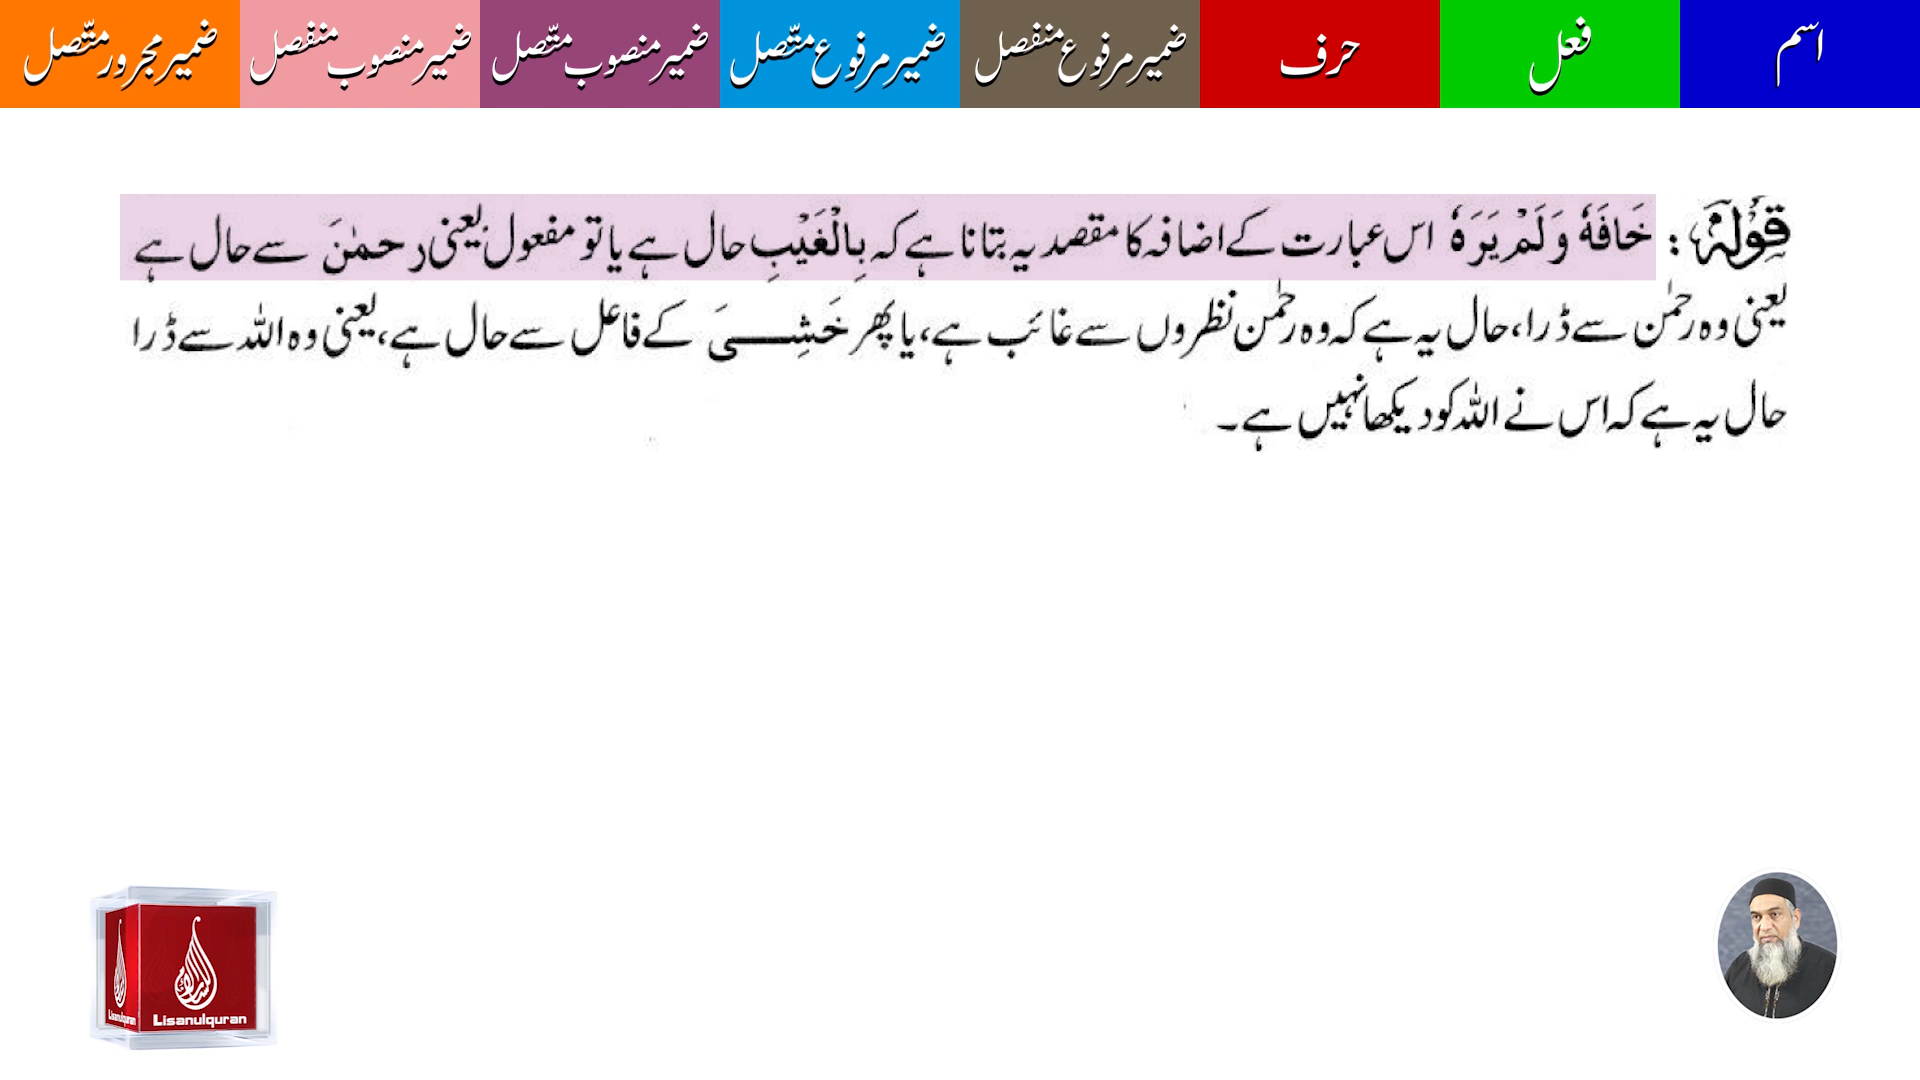 اسم
فعل
حرف
ضمیر مرفوع منفصل
ضمیر مرفوع متّصل
ضمیر منصوب متّصل
ضمیر منصوب منفصل
ضمیر مجرور متّصل
قَوْلُهٗ : خَافَهٗ وَلَمْ يَرَهٗ اس عبارت کے اضافہ کا مقصد یہ بتانا ہے کہ بِالْغَيْبِ حال ہے یا تو مفعول یعنی رحمٰنَ سے حال ہے
یعنی وہ رحمٰن سے ڈرا، حال یہ ہے کہ وہ رحمٰن نظروں سے غائب ہے، یا پھر خَشِىَ کے فاعل سے حال ہے، یعنی وہ اللہ سے ڈرا
حال یہ ہے کہ اس نے اللہ کو دیکھا نہیں ہے۔
Lisanulquran
Lisanulquran